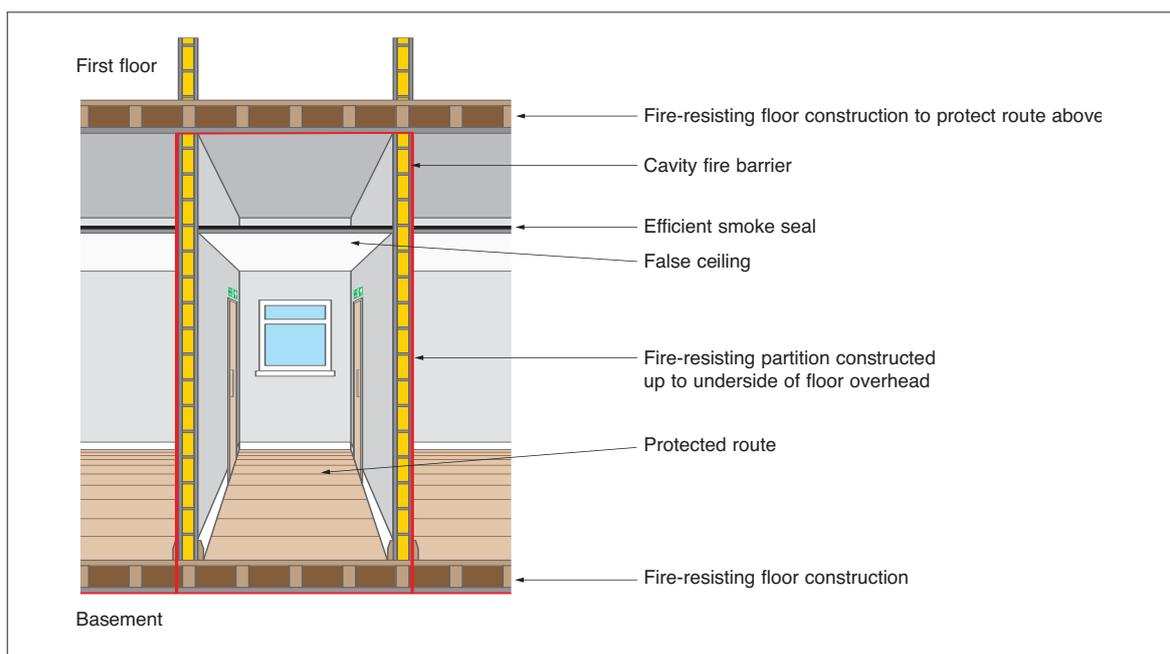 First floor
Fire-resisting floor construction to protect route above
Cavity fire barrier
Efficient smoke seal
False ceiling
Fire-resisting partition constructed
up to underside of floor overhead
Protected route
Fire-resisting floor construction
Basement